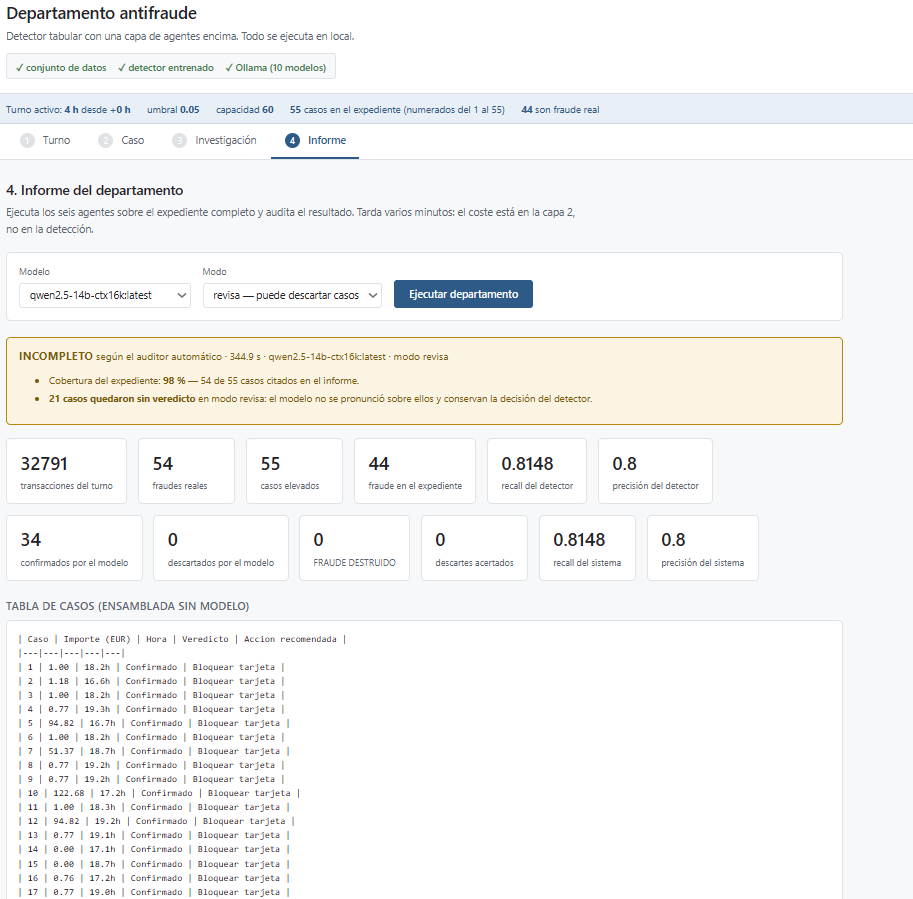 Departamento antifraude
Detector tabular con una capa de agentes encima. Todo se ejecuta en local.
✓ conjunto de datos ✓ detector entrenado ✓ Ollama (10 modelos)
Turno activo: 4 h desde +0 h umbral 0.05 capacidad 60 55 casos en el expediente (numerados del 1 al 55) 44 son fraude real
1 Turno 2 Caso 3 Investigación 4 Informe
4. Informe del departamento
Ejecuta los seis agentes sobre el expediente completo y audita el resultado. Tarda varios minutos: el coste está en la capa 2,
no en la detección.
Modelo Modo
qwen2.5-14b-ctx16k:latest revisa — puede descartar casos Ejecutar departamento
INCOMPLETO según el auditor automático · 344.9 s · qwen2.5-14b-ctx16k:latest · modo revisa
• Cobertura del expediente: 98 % — 54 de 55 casos citados en el informe.
• 21 casos quedaron sin veredicto en modo revisa: el modelo no se pronunció sobre ellos y conservan la decisión del detector.
32791 54 55 44 0.8148 0.8
transacciones del turno fraudes reales casos elevados fraude en el expediente recall del detector precisión del detector
34 0 0 0 0.8148 0.8
confirmados por el modelo descartados por el modelo FRAUDE DESTRUIDO descartes acertados recall del sistema precisión del sistema
TABLA DE CASOS (ENSAMBLADA SIN MODELO)
| Caso | Importe (EUR) | Hora | Veredicto | Accion recomendada |
|---|---|---|---|---|
| 1 | 1.00 | 18.2h | Confirmado | Bloquear tarjeta |
| 2 | 1.18 | 16.6h | Confirmado | Bloquear tarjeta |
| 3 | 1.00 | 18.2h | Confirmado | Bloquear tarjeta |
| 4 | 0.77 | 19.3h | Confirmado | Bloquear tarjeta |
| 5 | 94.82 | 16.7h | Confirmado | Bloquear tarjeta |
| 6 | 1.00 | 18.2h | Confirmado | Bloquear tarjeta |
| 7 | 51.37 | 18.7h | Confirmado | Bloquear tarjeta |
| 8 | 0.77 | 19.2h | Confirmado | Bloquear tarjeta |
| 9 | 0.77 | 19.2h | Confirmado | Bloquear tarjeta |
| 10 | 122.68 | 17.2h | Confirmado | Bloquear tarjeta |
| 11 | 1.00 | 18.3h | Confirmado | Bloquear tarjeta |
| 12 | 94.82 | 19.2h | Confirmado | Bloquear tarjeta |
| 13 | 0.77 | 19.1h | Confirmado | Bloquear tarjeta |
| 14 | 0.00 | 17.1h | Confirmado | Bloquear tarjeta |
| 15 | 0.00 | 18.7h | Confirmado | Bloquear tarjeta |
| 16 | 0.76 | 17.2h | Confirmado | Bloquear tarjeta |
| 17 | 0.77 | 19.0h | Confirmado | Bloquear tarjeta |